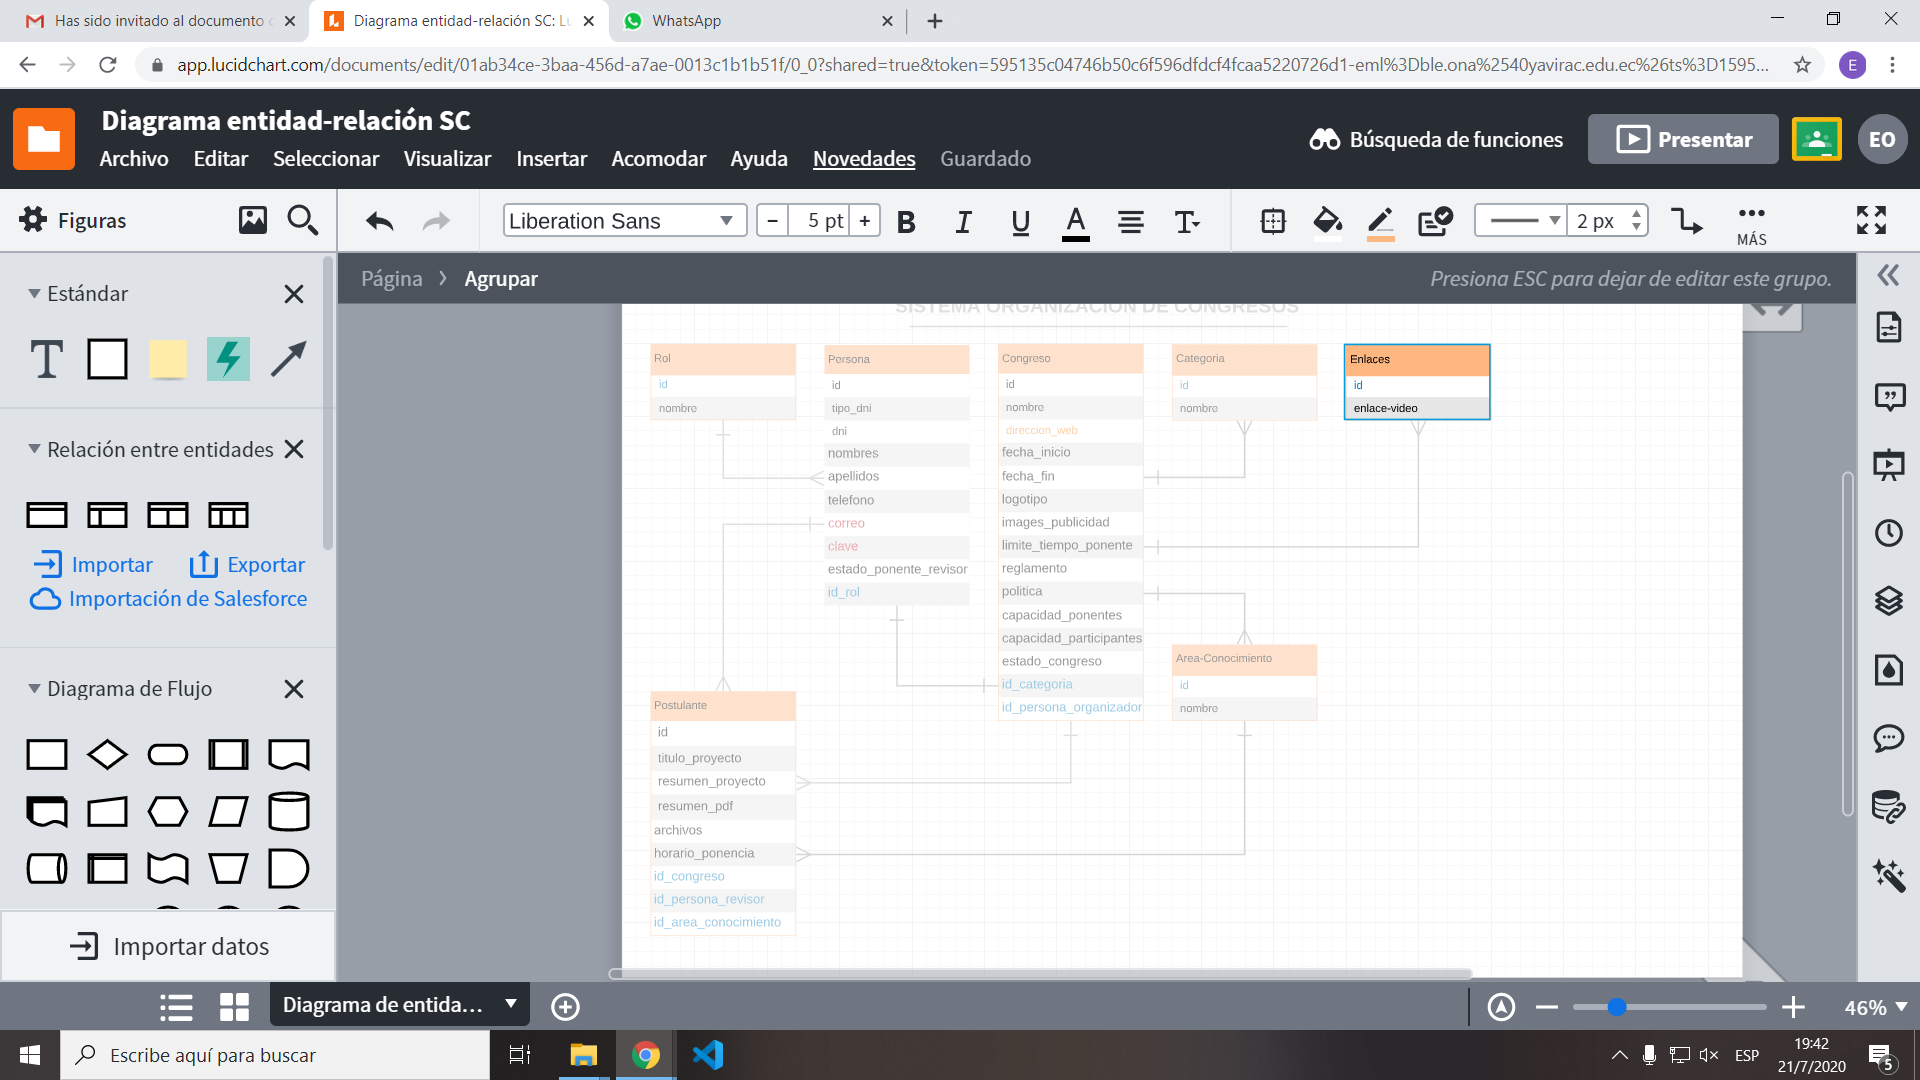 Has sido invitado al documento
Diagrama entidad-relación SC: Lu
WhatsApp
app.lucidchart.com/documents/edit/01ab34ce-3baa-456d-a7ae-0013c1b1b51f/0_0?shared=true&token=595135c04746b50c6f596dfdcf4fcaa5220726d1-eml%3Dble.ona%2540yavirac.edu.ec%26ts%3D1595...
E
Diagrama entidad-relación SC
Archivo Editar Seleccionar Visualizar Insertar Acomodar Ayuda Novedades Guardado
Búsqueda de funciones
Presentar
EO
Figuras
Liberation Sans
5 pt
2 px
MÁS
Página > Agrupar
Presiona ESC para dejar de editar este grupo.
Estándar
Relación entre entidades
Importar
Exportar
Importación de Salesforce
Diagrama de Flujo
Importar datos
SISTEMA ORGANIZACION DE CONGRESOS
Rol
id
nombre
Persona
id
tipo_dni
dni
nombres
apellidos
telefono
correo
clave
estado_ponente_revisor
id_rol
Congreso
id
nombre
direccion_web
fecha_inicio
fecha_fin
logotipo
images_publicidad
limite_tiempo_ponente
reglamento
politica
capacidad_ponentes
capacidad_participantes
estado_congreso
id_categoria
id_persona_organizador
Categoria
id
nombre
Enlaces
id
enlace-video
Area-Conocimiento
id
nombre
Postulante
id
titulo_proyecto
resumen_proyecto
resumen_pdf
archivos
horario_ponencia
id_congreso
id_persona_revisor
id_area_conocimiento
Diagrama de entida...
46%
Escribe aquí para buscar
ESP
19:42
21/7/2020
5